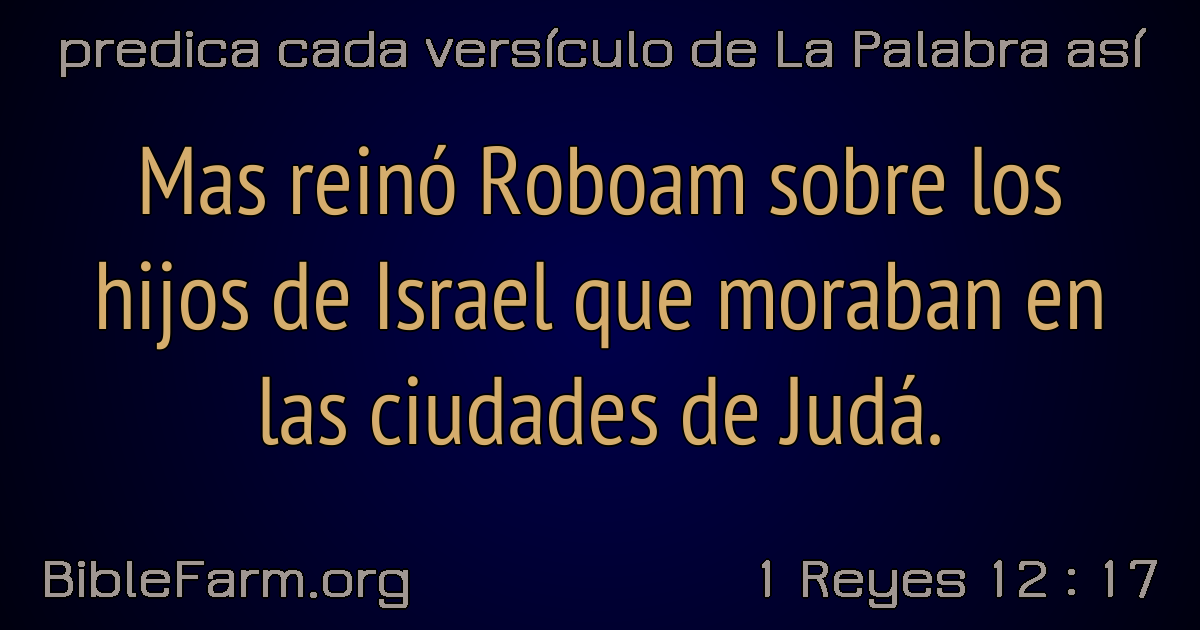 predica cada versículo de La Palabra así
Mas reinó Roboam sobre los
hijos de Israel que moraban en
las ciudades de Judá.
BibleFarm.org
1 Reyes 12 : 17